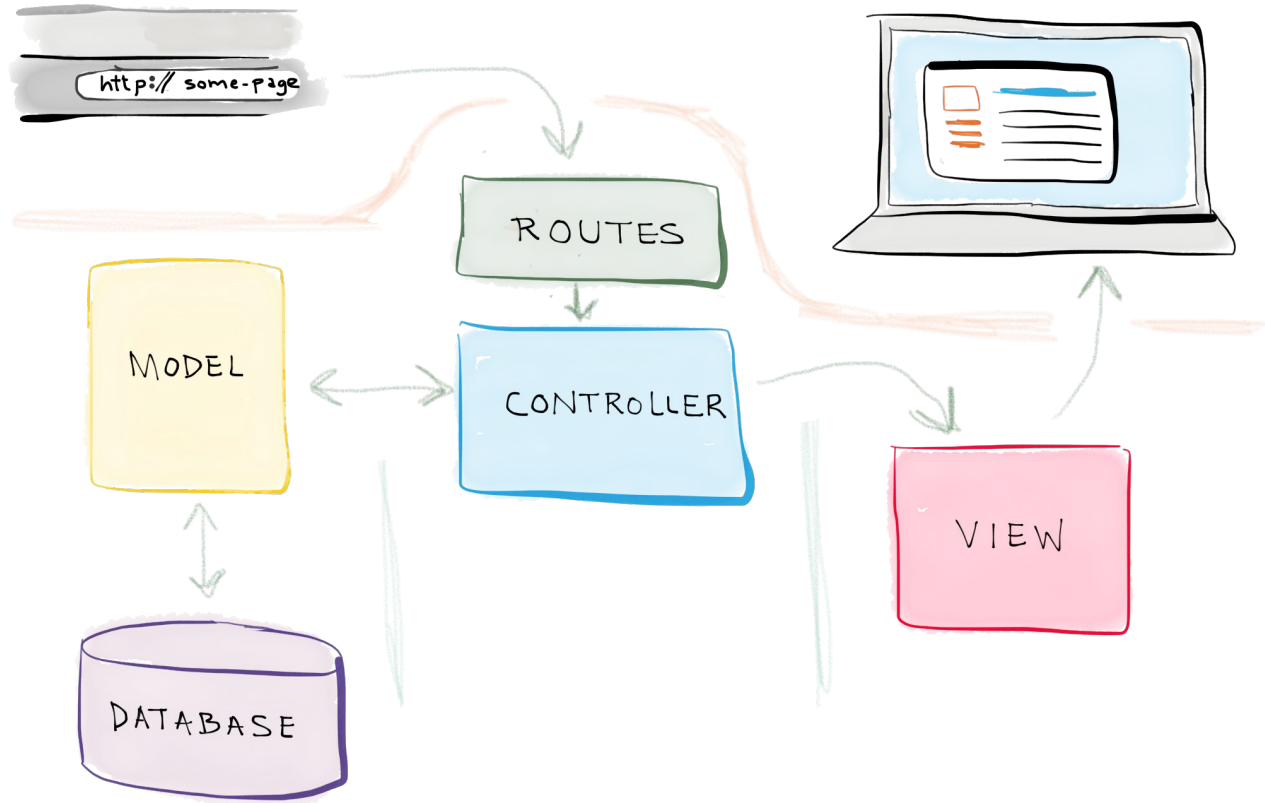 http:// some-page
ROUTES
MODEL
CONTROLLER
VIEW
DATABASE